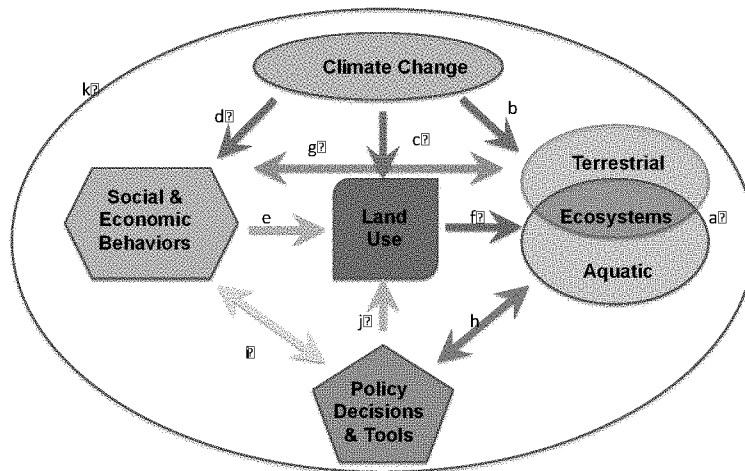 Climate Change
k
d
b
g
c
Terrestrial
Social &
Economic
Behaviors
e
Land
Use
f
Ecosystems
a
Aquatic
j
h
Policy
Decisions
& Tools